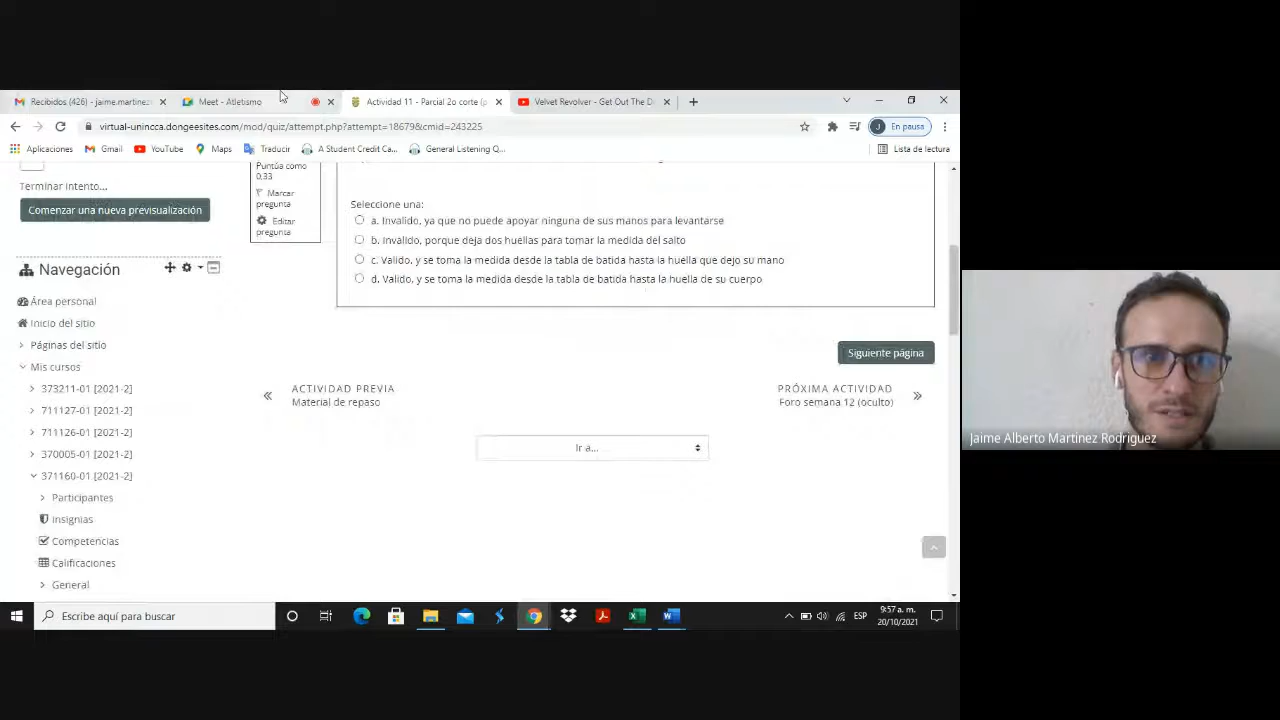 Recibidos (426) - jaime.martinez
Meet - Atletismo
Actividad 11 - Parcial 2o corte (p
Velvet Revolver - Get Out The D
virtual-unincca.dongeesites.com/mod/quiz/attempt.php?attempt=18679&cmid=243225
J En pausa
Aplicaciones
Gmail
YouTube
Maps
Traducir
A Student Credit Ca...
General Listening Q...
Lista de lectura
Puntúa como
0.33
Marcar
pregunta
Editar
pregunta
Terminar intento...
Comenzar una nueva previsualización
Seleccione una:
a. Invalido, ya que no puede apoyar ninguna de sus manos para levantarse
b. Inválido, porque deja dos huellas para tomar la medida del salto
c. Valido, y se toma la medida desde la tabla de batida hasta la huella que dejo su mano
d. Valido, y se toma la medida desde la tabla de batida hasta la huella de su cuerpo
Navegación
Área personal
Inicio del sitio
Páginas del sitio
Mis cursos
373211-01 [2021-2]
711127-01 [2021-2]
711126-01 [2021-2]
370005-01 [2021-2]
371160-01 [2021-2]
Participantes
Insignias
Competencias
Calificaciones
General
Siguiente página
ACTIVIDAD PREVIA
Material de repaso
PRÓXIMA ACTIVIDAD
Foro semana 12 (oculto)
Ir a...
Jaime Alberto Martinez Rodriguez
Escribe aquí para buscar
ESP
9:57 a. m.
20/10/2021